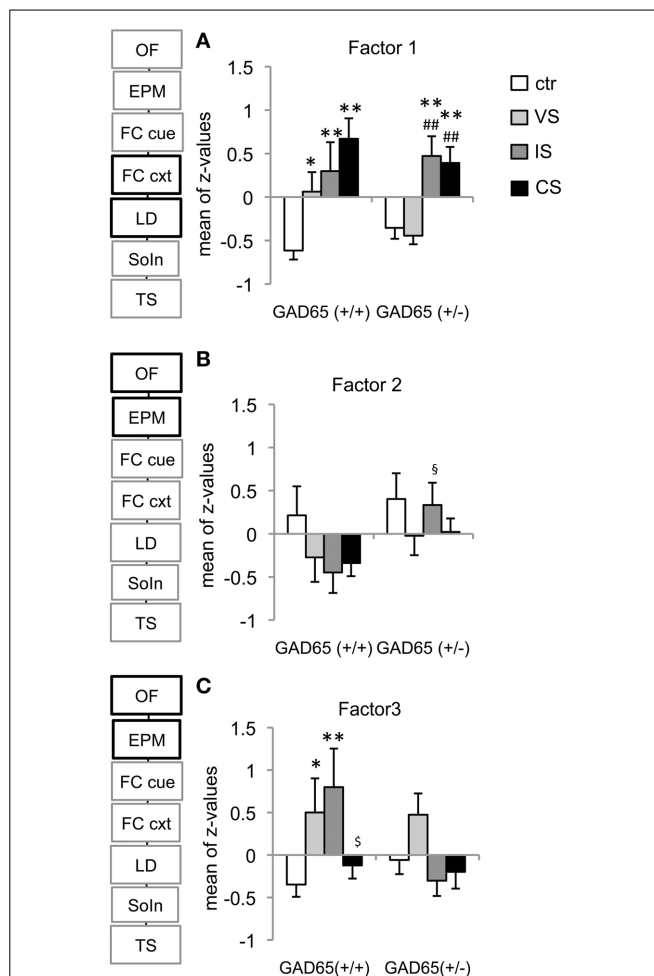 A
Factor 1
OF
EPM
FC cue
FC cxt
LD
SoIn
TS
mean of z-values
1.5
1
0.5
0
-0.5
-1
*
**
**
**
##
**
##
GAD65 (+/+) GAD65 (+/-)
ctr
VS
IS
CS
B
Factor 2
OF
EPM
FC cue
FC cxt
LD
SoIn
TS
mean of z-values
1.5
1
0.5
0
-0.5
-1
§
GAD65 (+/+) GAD65 (+/-)
C
Factor3
OF
EPM
FC cue
FC cxt
LD
SoIn
TS
mean of z-values
1.5
1
0.5
0
-0.5
-1
*
**
$
GAD65(+/+) GAD65(+/-)